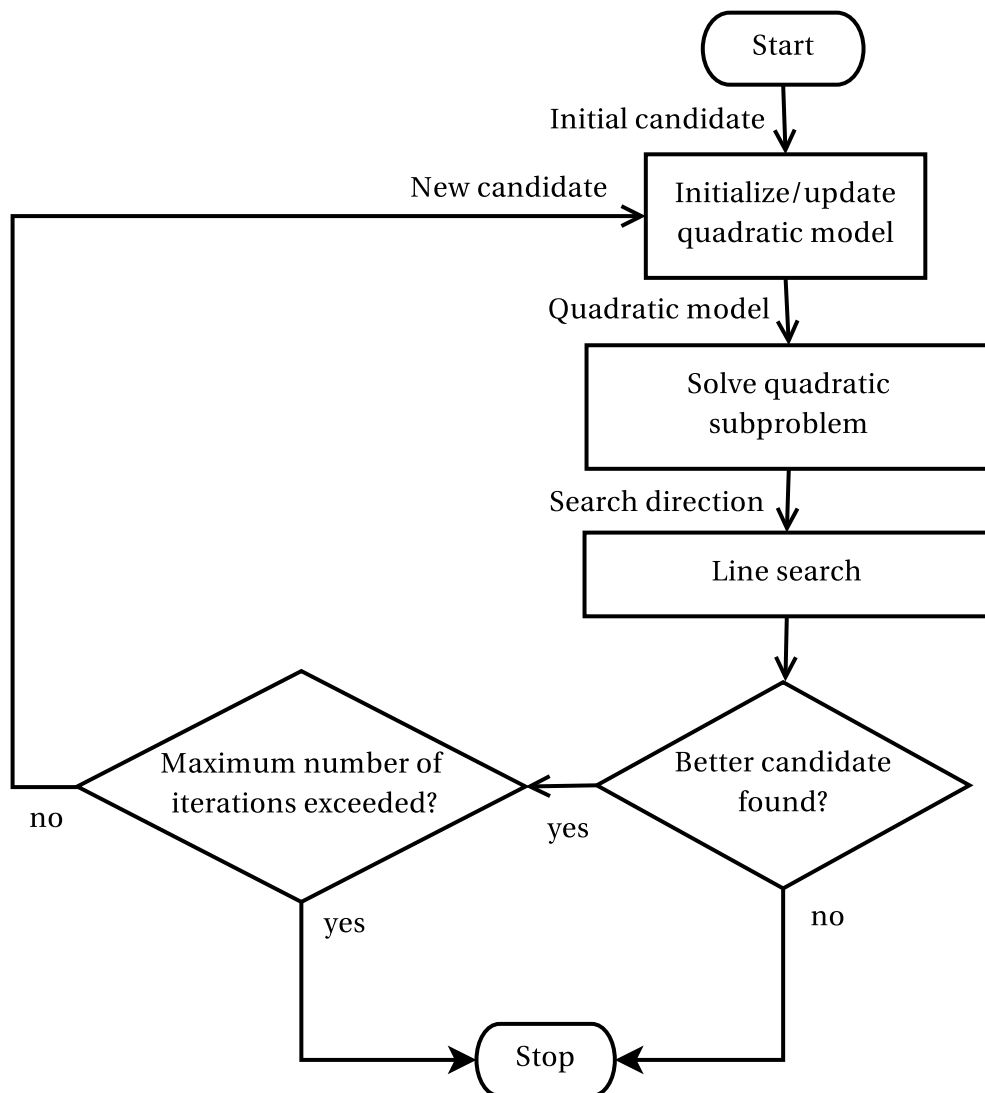 Start
Initial candidate
New candidate
Initialize/update
quadratic model
Quadratic model
Solve quadratic
subproblem
Search direction
Line search
Maximum number of
iterations exceeded?
Better candidate
found?
no
yes
yes
no
Stop